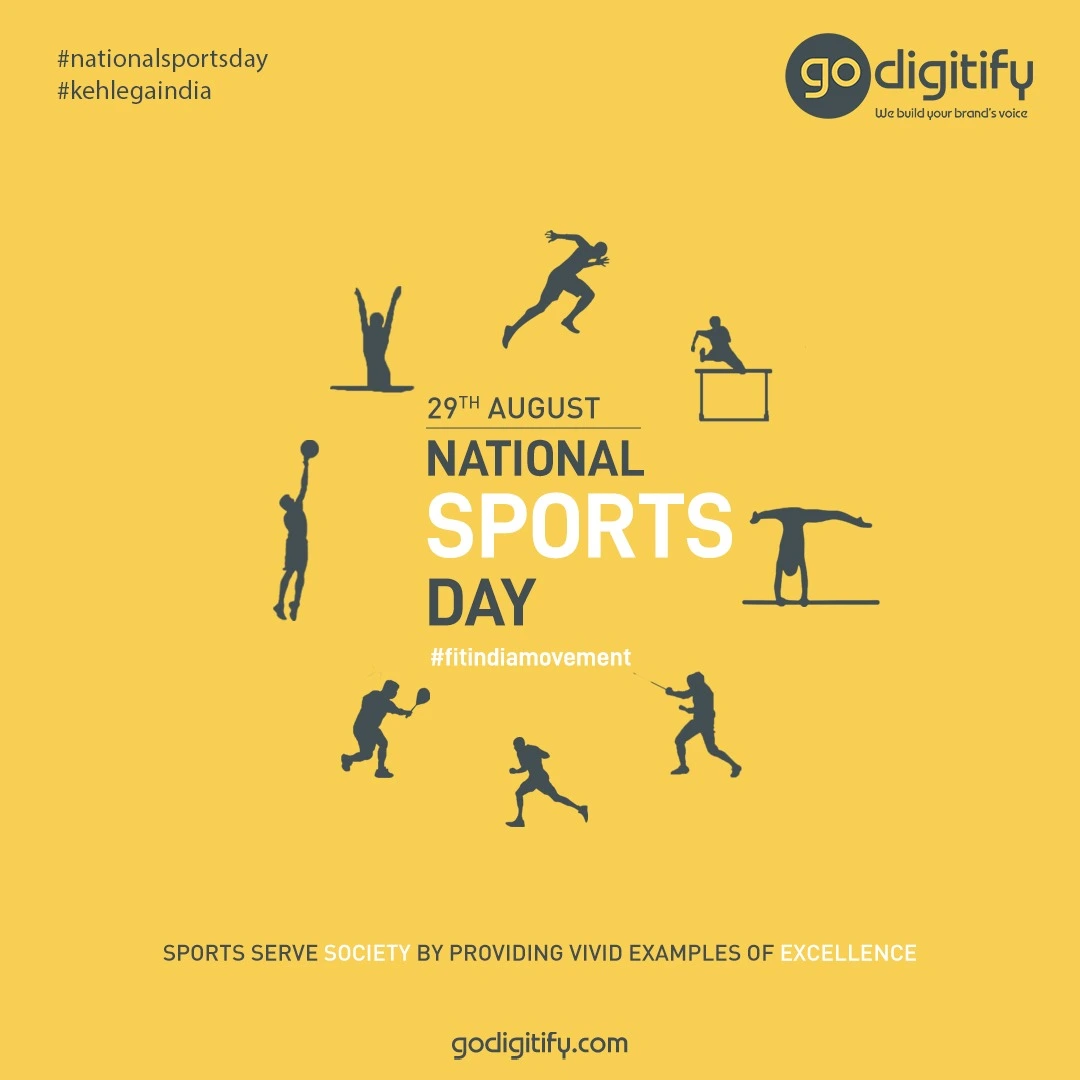 #nationalsportsday
#kehlegaindia
go digitify
We build your brand's voice
29TH AUGUST
NATIONAL
SPORTS
DAY
#fitindiamovement
SPORTS SERVE SOCIETY BY PROVIDING VIVID EXAMPLES OF EXCELLENCE
godigitify.com